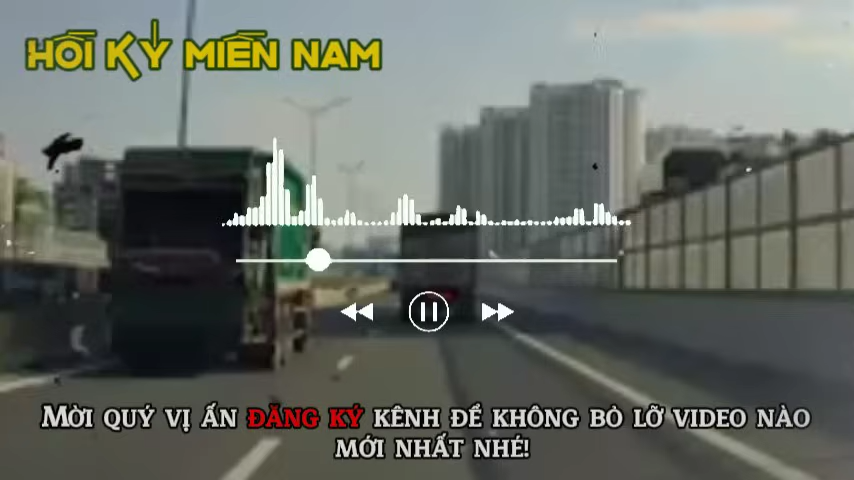 HỒI KÝ MIỀN NAM
MỜI QUÝ VỊ ẤN ĐĂNG KÝ KÊNH ĐỂ KHÔNG BỎ LỠ VIDEO NÀO
MỚI NHẤT NHÉ!